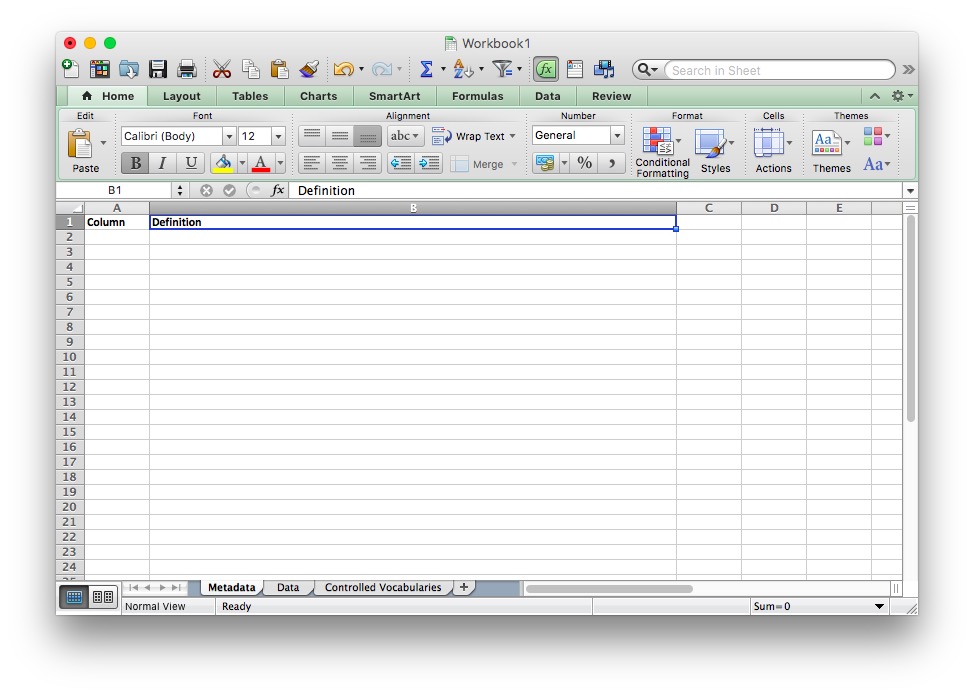 Workbook1
Search in Sheet
Home Layout Tables Charts SmartArt Formulas Data Review
Edit Font Alignment Number Format Cells Themes
Calibri (Body) 12 abc Wrap Text General
Paste B I U A Merge % , Conditional Formatting Styles Actions Aa Themes Aa
B1 fx Definition
A B C D E
1 Column Definition
2
3
4
5
6
7
8
9
10
11
12
13
14
15
16
17
18
19
20
21
22
23
24
Metadata Data Controlled Vocabularies +
Normal View Ready Sum=0